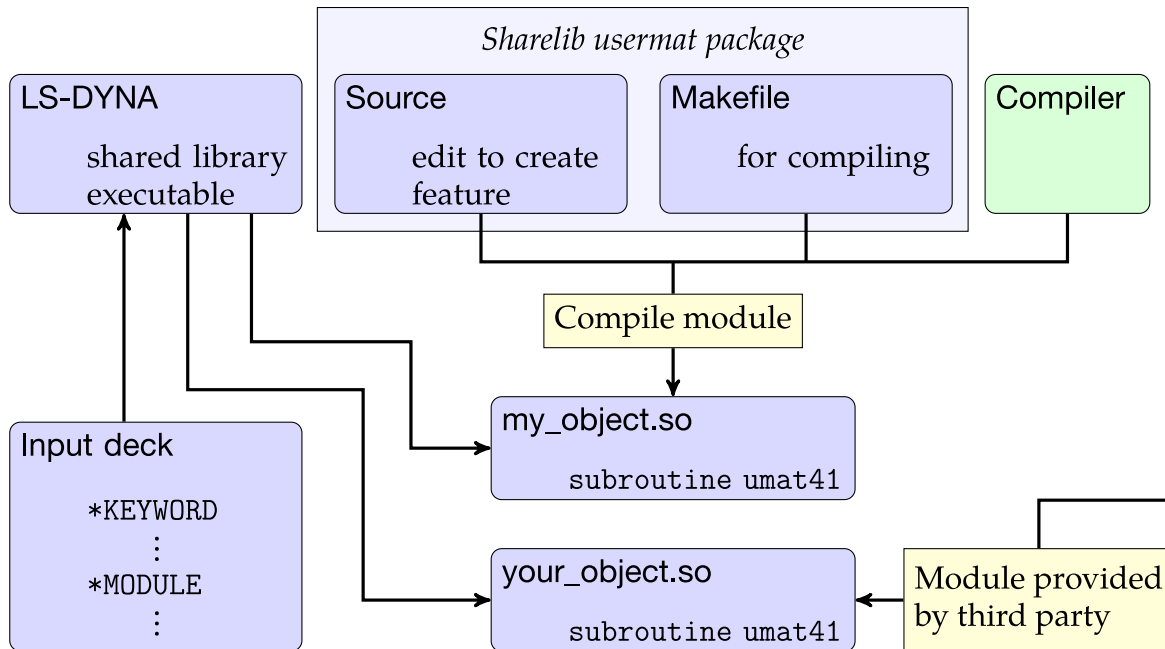 Sharelib usermat package
LS-DYNA
shared library
executable
Source
edit to create
feature
Makefile
for compiling
Compiler
Compile module
my_object.so
subroutine umat41
Input deck
*KEYWORD
⋮
*MODULE
⋮
your_object.so
subroutine umat41
Module provided
by third party